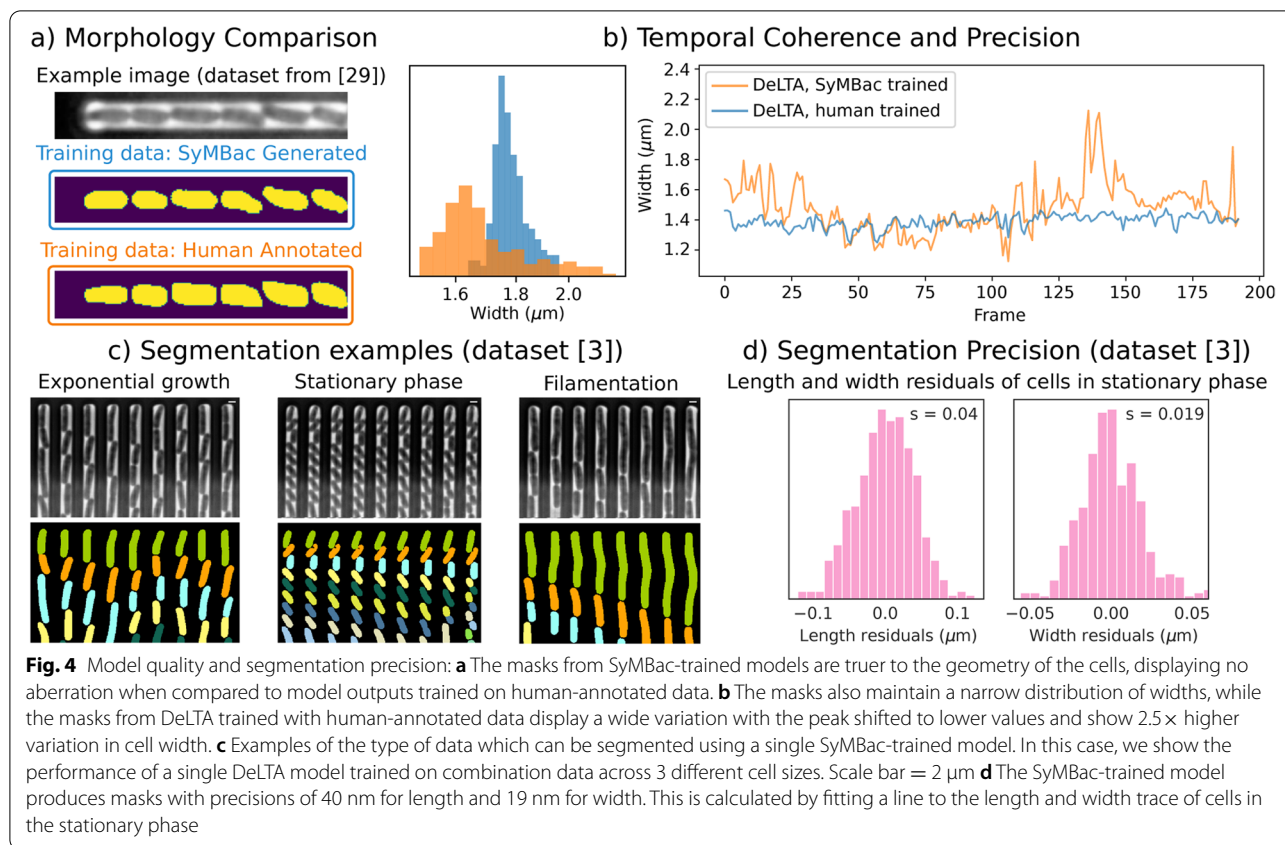 a) Morphology Comparison
Example image (dataset from [29])
Training data: SyMBac Generated
Training data: Human Annotated
1.6 1.8 2.0
Width (μm)
b) Temporal Coherence and Precision
2.4
2.2
2.0
1.8
1.6
1.4
1.2
Width (μm)
DeLTA, SyMBac trained
DeLTA, human trained
0 25 50 75 100 125 150 175 200
Frame
c) Segmentation examples (dataset [3])
Exponential growth
Stationary phase
Filamentation
d) Segmentation Precision (dataset [3])
Length and width residuals of cells in stationary phase
s = 0.04
−0.1 0.0 0.1
Length residuals (μm)
s = 0.019
−0.05 0.00 0.05
Width residuals (μm)
Fig. 4 Model quality and segmentation precision: a The masks from SyMBac-trained models are truer to the geometry of the cells, displaying no
aberration when compared to model outputs trained on human-annotated data. b The masks also maintain a narrow distribution of widths, while
the masks from DeLTA trained with human-annotated data display a wide variation with the peak shifted to lower values and show 2.5× higher
variation in cell width. c Examples of the type of data which can be segmented using a single SyMBac-trained model. In this case, we show the
performance of a single DeLTA model trained on combination data across 3 different cell sizes. Scale bar = 2 μm d The SyMBac-trained model
produces masks with precisions of 40 nm for length and 19 nm for width. This is calculated by fitting a line to the length and width trace of cells in
the stationary phase